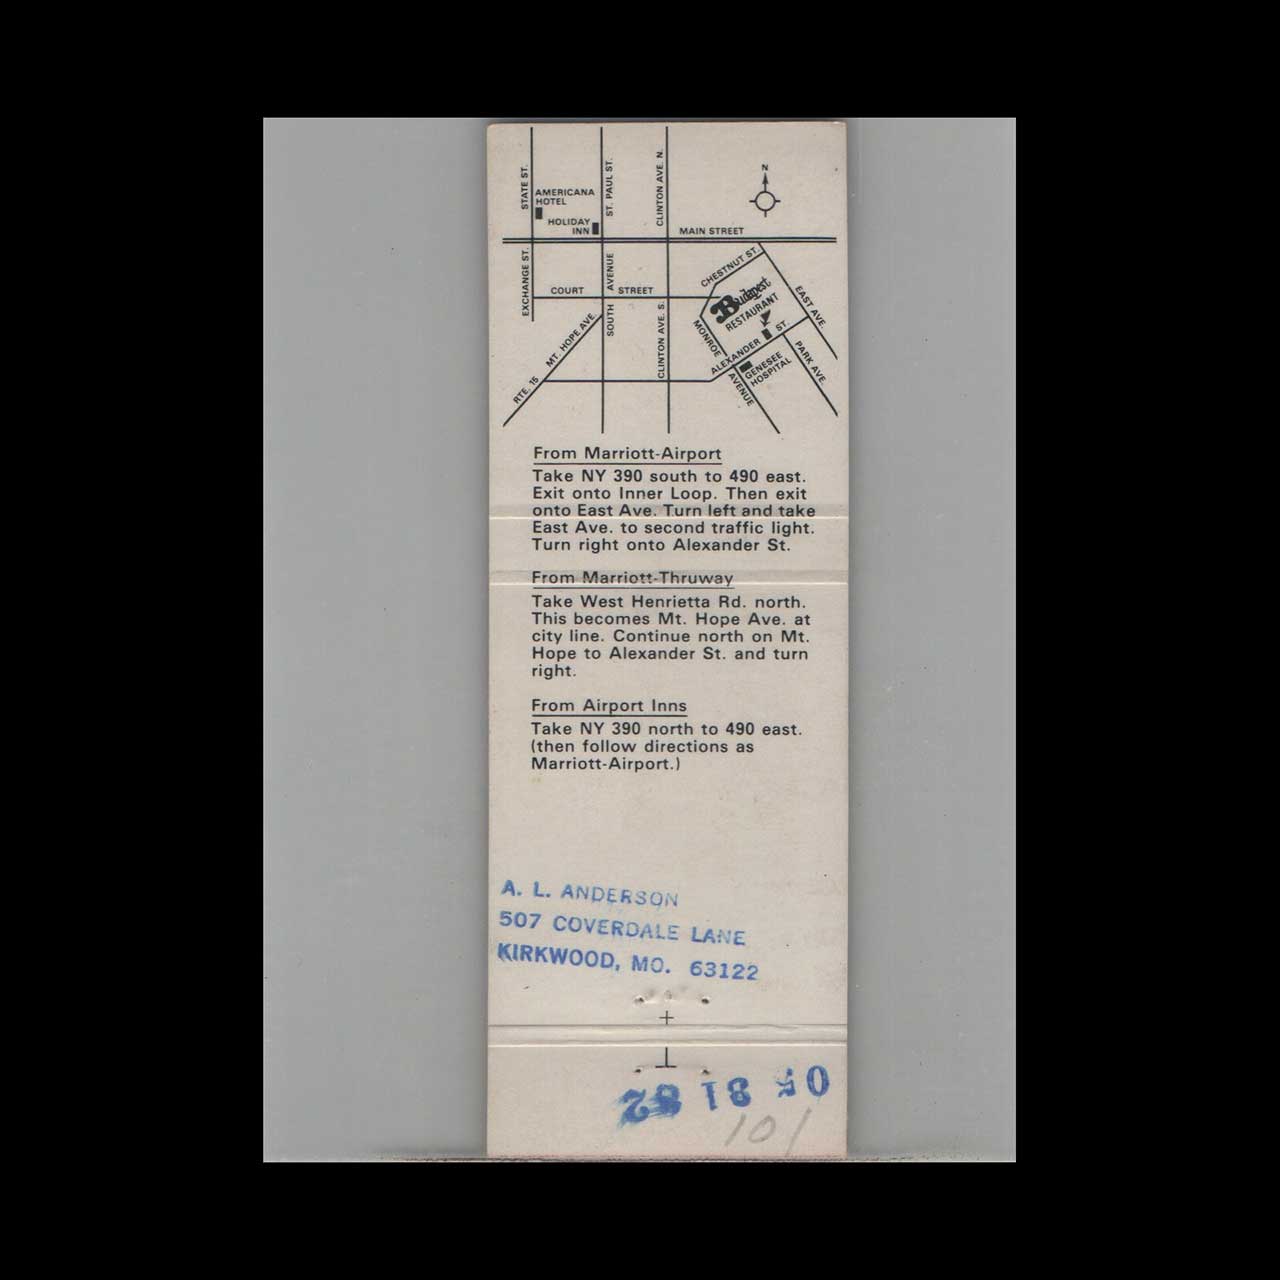 STATE ST.
AMERICANA
HOTEL
HOLIDAY
INN
ST. PAUL ST.
CLINTON AVE. N.
N
MAIN STREET
EXCHANGE ST.
SOUTH AVENUE
COURT STREET
CLINTON AVE. S.
CHESTNUT ST.
Budapest
RESTAURANT
EAST AVE.
MONROE AVENUE
ALEXANDER ST.
PARK AVE.
GENESEE
HOSPITAL
MT. HOPE AVE.
RTE. 15
From Marriott-Airport
Take NY 390 south to 490 east.
Exit onto Inner Loop. Then exit
onto East Ave. Turn left and take
East Ave. to second traffic light.
Turn right onto Alexander St.
From Marriott-Thruway
Take West Henrietta Rd. north.
This becomes Mt. Hope Ave. at
city line. Continue north on Mt.
Hope to Alexander St. and turn
right.
From Airport Inns
Take NY 390 north to 490 east.
(then follow directions as
Marriott-Airport.)
A. L. ANDERSON
507 COVERDALE LANE
KIRKWOOD, MO. 63122
101